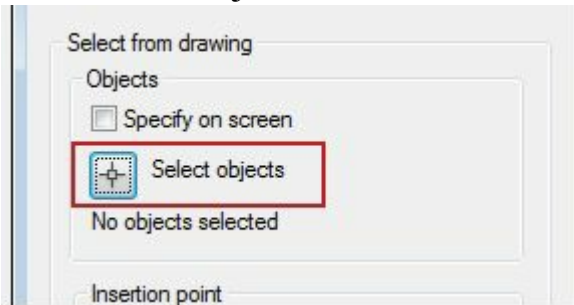 Select from drawing
Objects
Specify on screen
Select objects
No objects selected
Insertion point